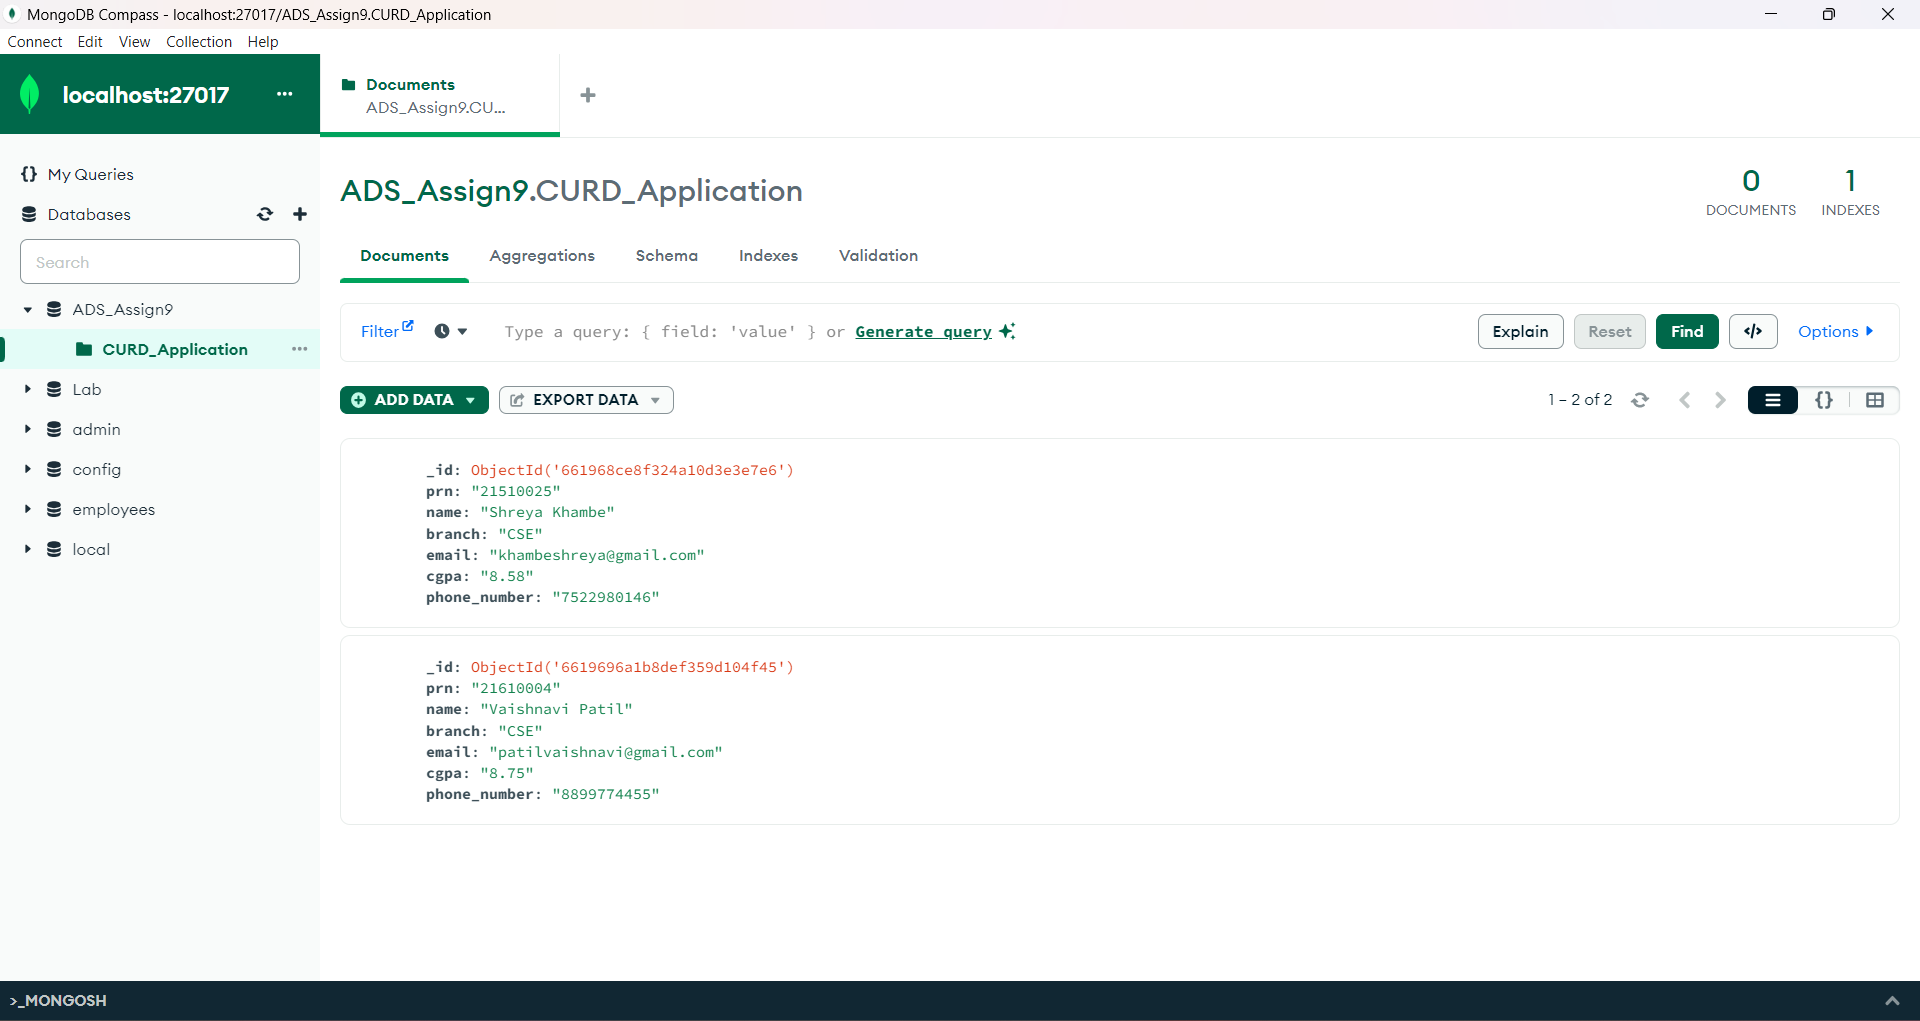 MongoDB Compass - localhost:27017/ADS_Assign9.CURD_Application
Connect Edit View Collection Help
localhost:27017 ...
Documents
ADS_Assign9.CU...
My Queries
Databases
Search
ADS_Assign9
CURD_Application
Lab
admin
config
employees
local
ADS_Assign9.CURD_Application
0 DOCUMENTS
1 INDEXES
Documents Aggregations Schema Indexes Validation
Filter Type a query: { field: 'value' } or Generate query Explain Reset Find </> Options
ADD DATA EXPORT DATA 1 – 2 of 2 {}
_id: ObjectId('661968ce8f324a10d3e3e7e6')
prn: "21510025"
name: "Shreya Khambe"
branch: "CSE"
email: "khambeshreya@gmail.com"
cgpa: "8.58"
phone_number: "7522980146"
_id: ObjectId('6619696a1b8def359d104f45')
prn: "21610004"
name: "Vaishnavi Patil"
branch: "CSE"
email: "patilvaishnavi@gmail.com"
cgpa: "8.75"
phone_number: "8899774455"
>_MONGOSH